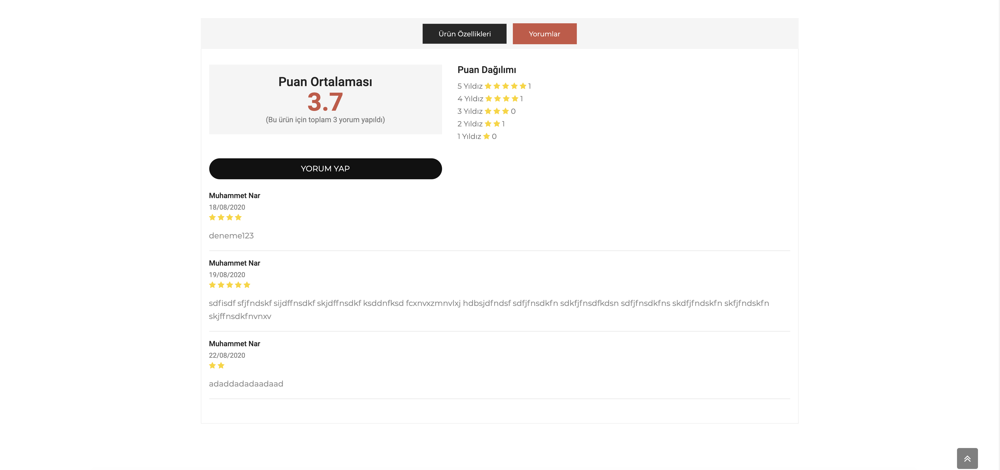 Ürün Özellikleri
Yorumlar
Puan Ortalaması
3.7
(Bu ürün için toplam 3 yorum yapıldı)
Puan Dağılımı
5 Yıldız 1
4 Yıldız 1
3 Yıldız 0
2 Yıldız 1
1 Yıldız 0
YORUM YAP
Muhammet Nar
18/08/2020
deneme123
Muhammet Nar
19/08/2020
sdfisdf sfjfndskf sijdffnsdkf skjdffnsdkf ksddnfksd fcxnvxzmnvlxj hdbsjdfndsf sdfjfnsdkfn sdkfjfnsdfkdsn sdfjfnsdkfns skdfjfndskfn skfjfndskfn
skjffnsdkfnvnxv
Muhammet Nar
22/08/2020
adaddadadaadaad